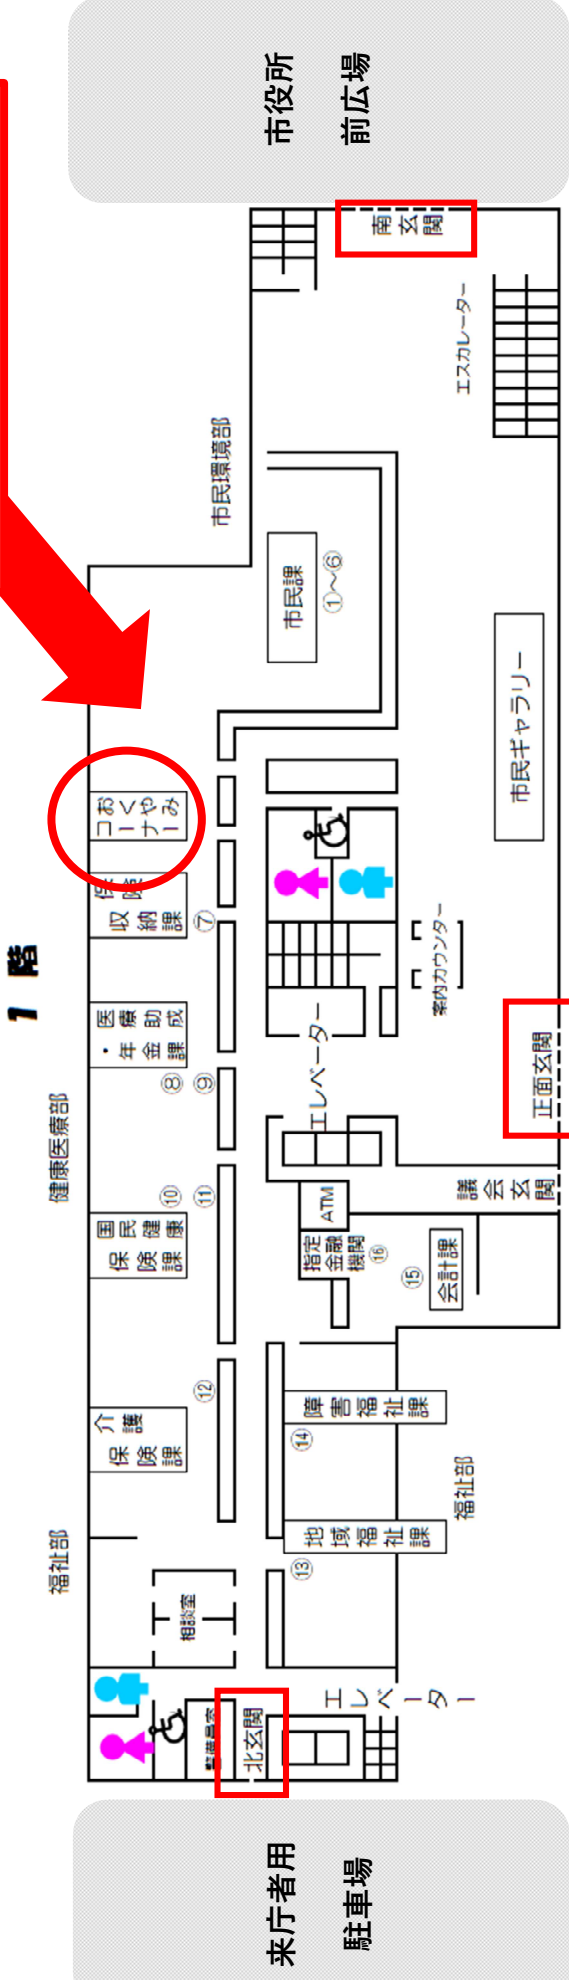 1 階
福祉部
健康医療部
おくやみ
コーナー
介護
保険課
国民健康
保険課
医療助成
・年金課
保険
収納課
⑦
⑧
⑨
⑩
⑪
⑫
相談室
警備員室
北玄関
市民環境部
市民課
①～⑥
エレベーター
ATM
指定
金融
機関
⑯
⑮
会計課
障害福祉課
⑭
地域福祉課
⑬
福祉部
エレベーター
案内カウンター
議会玄関
正面玄関
市民ギャラリー
エスカレーター
南玄関
市役所
前広場
来庁者用
駐車場